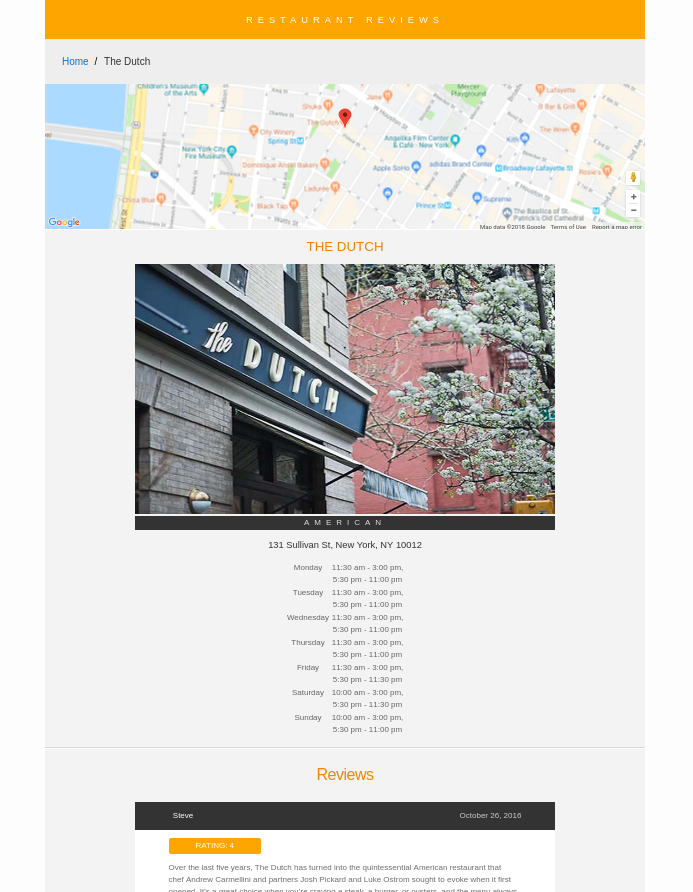 RESTAURANT REVIEWS
Home / The Dutch
Children's Museum
of the Arts
Mercer
Playground
Jane
Lafayette
Shuka
B Bar & Grill
The Dutch
City Winery
Spring St
The Wren
Angelika Film Center
& Café - New York
Kith
New York City
Fire Museum
Dominique Ansel Bakery
Apple SoHo
adidas Brand Center
Broadway-Lafayette St
Rosie's
Ladurée
China Blue
Black Tap
Prince St
Supreme
The Basilica of St.
Patrick's Old Cathedral
Google
Map data ©2018 Google Terms of Use Report a map error
THE DUTCH
the DUTCH
AMERICAN
131 Sullivan St, New York, NY 10012
Monday 11:30 am - 3:00 pm,
5:30 pm - 11:00 pm
Tuesday 11:30 am - 3:00 pm,
5:30 pm - 11:00 pm
Wednesday 11:30 am - 3:00 pm,
5:30 pm - 11:00 pm
Thursday 11:30 am - 3:00 pm,
5:30 pm - 11:00 pm
Friday 11:30 am - 3:00 pm,
5:30 pm - 11:30 pm
Saturday 10:00 am - 3:00 pm,
5:30 pm - 11:30 pm
Sunday 10:00 am - 3:00 pm,
5:30 pm - 11:00 pm
Reviews
Steve October 26, 2016
RATING: 4
Over the last five years, The Dutch has turned into the quintessential American restaurant that
chef Andrew Carmellini and partners Josh Pickard and Luke Ostrom sought to evoke when it first
opened. It's a great choice when you're craving a steak, a burger, or oysters, and the menu always